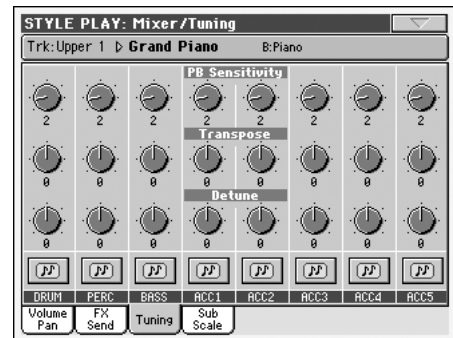 STYLE PLAY: Mixer/Tuning
Trk: Upper 1 ▷ Grand Piano B:Piano
PB Sensitivity
2 2 2 2 2 2 2 2
Transpose
0 0 0 0 0 0 0 0
Detune
0 0 0 0 0 0 0 0
DRUM PERC BASS ACC1 ACC2 ACC3 ACC4 ACC5
Volume Pan FX Send Tuning Sub Scale